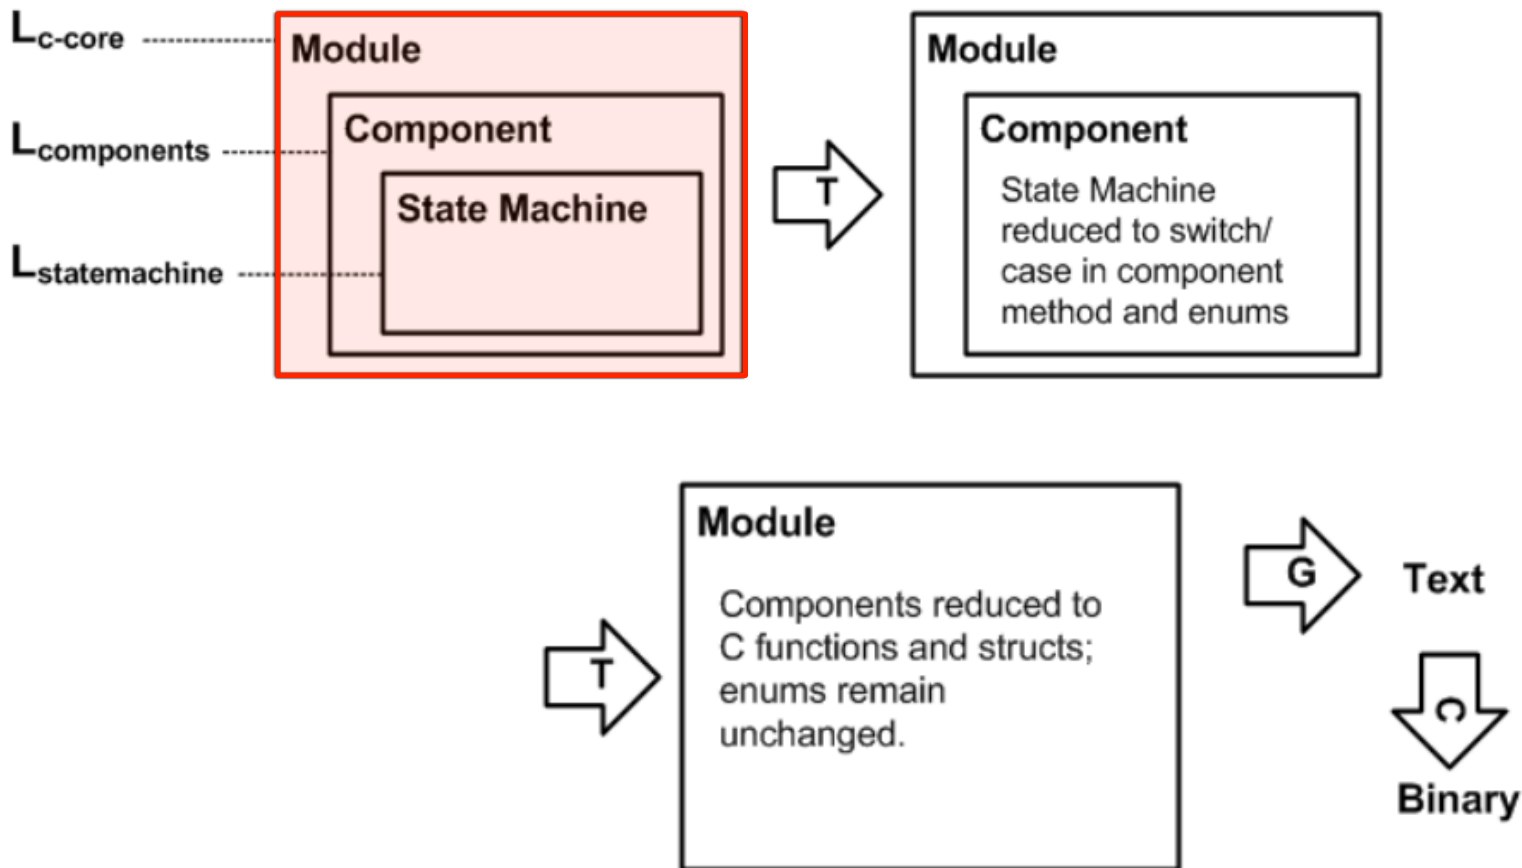 Lc-core
Module
Component
State Machine
Lcomponents
Lstatemachine
T
Module
Component
State Machine
reduced to switch/
case in component
method and enums
T
Module
Components reduced to
C functions and structs;
enums remain
unchanged.
G
Text
C
Binary